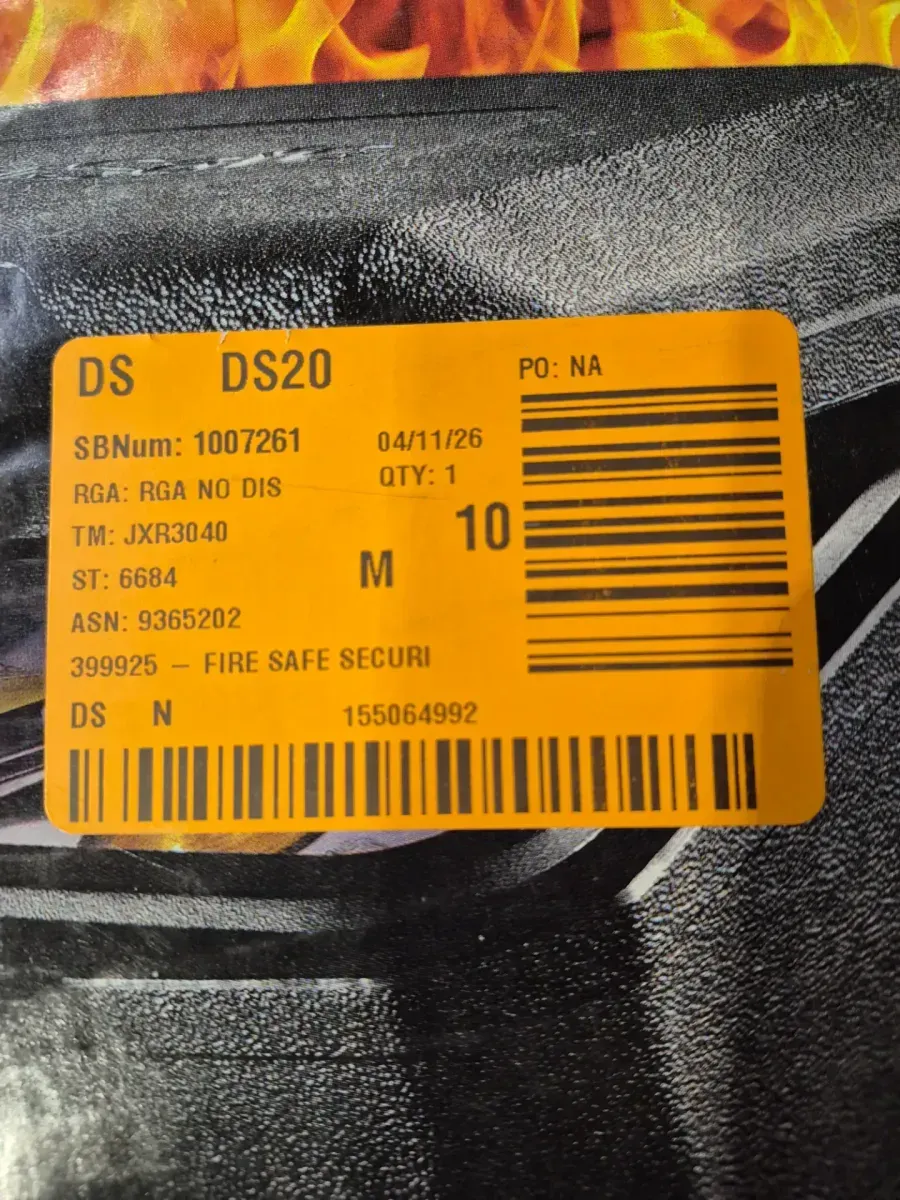 DS DS20
PO: NA
SBNum: 1007261 04/11/26
RGA: RGA NO DIS QTY: 1
TM: JXR3040 10
ST: 6684 M
ASN: 9365202
399925 – FIRE SAFE SECURI
DS N 155064992